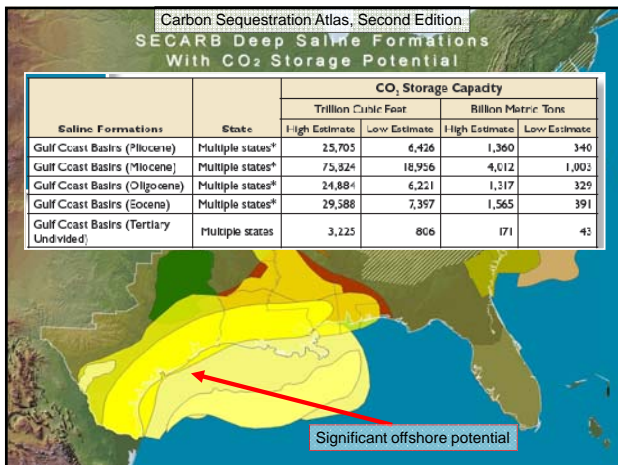 Carbon Sequestration Atlas, Second Edition
SECARB Deep Saline Formations
With CO₂ Storage Potential
CO₂ Storage Capacity
Trillion Cubic Feet Billion Metric Tons
Saline Formations State High Estimate Low Estimate High Estimate Low Estimate
Gulf Coast Basins (Pliocene) Multiple states* 25,705 6,426 1,360 340
Gulf Coast Basins (Miocene) Multiple states* 75,824 18,956 4,012 1,003
Gulf Coast Basins (Oligocene) Multiple states* 24,884 6,221 1,317 329
Gulf Coast Basins (Eocene) Multiple states* 29,588 7,397 1,565 391
Gulf Coast Basins (Tertiary
Undivided) Multiple states 3,225 806 171 43
Significant offshore potential